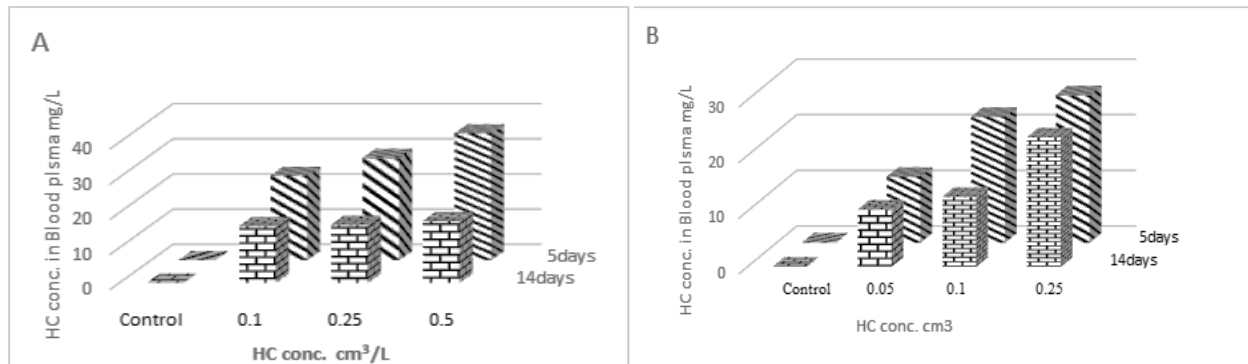 A
HC conc. in Blood plsma mg/L
40
30
20
10
0
5days
14days
Control 0.1 0.25 0.5
HC conc. cm³/L
B
HC conc. in Blood plasma mg/L
30
20
10
0
5days
14days
Control 0.05 0.1 0.25
HC conc. cm3